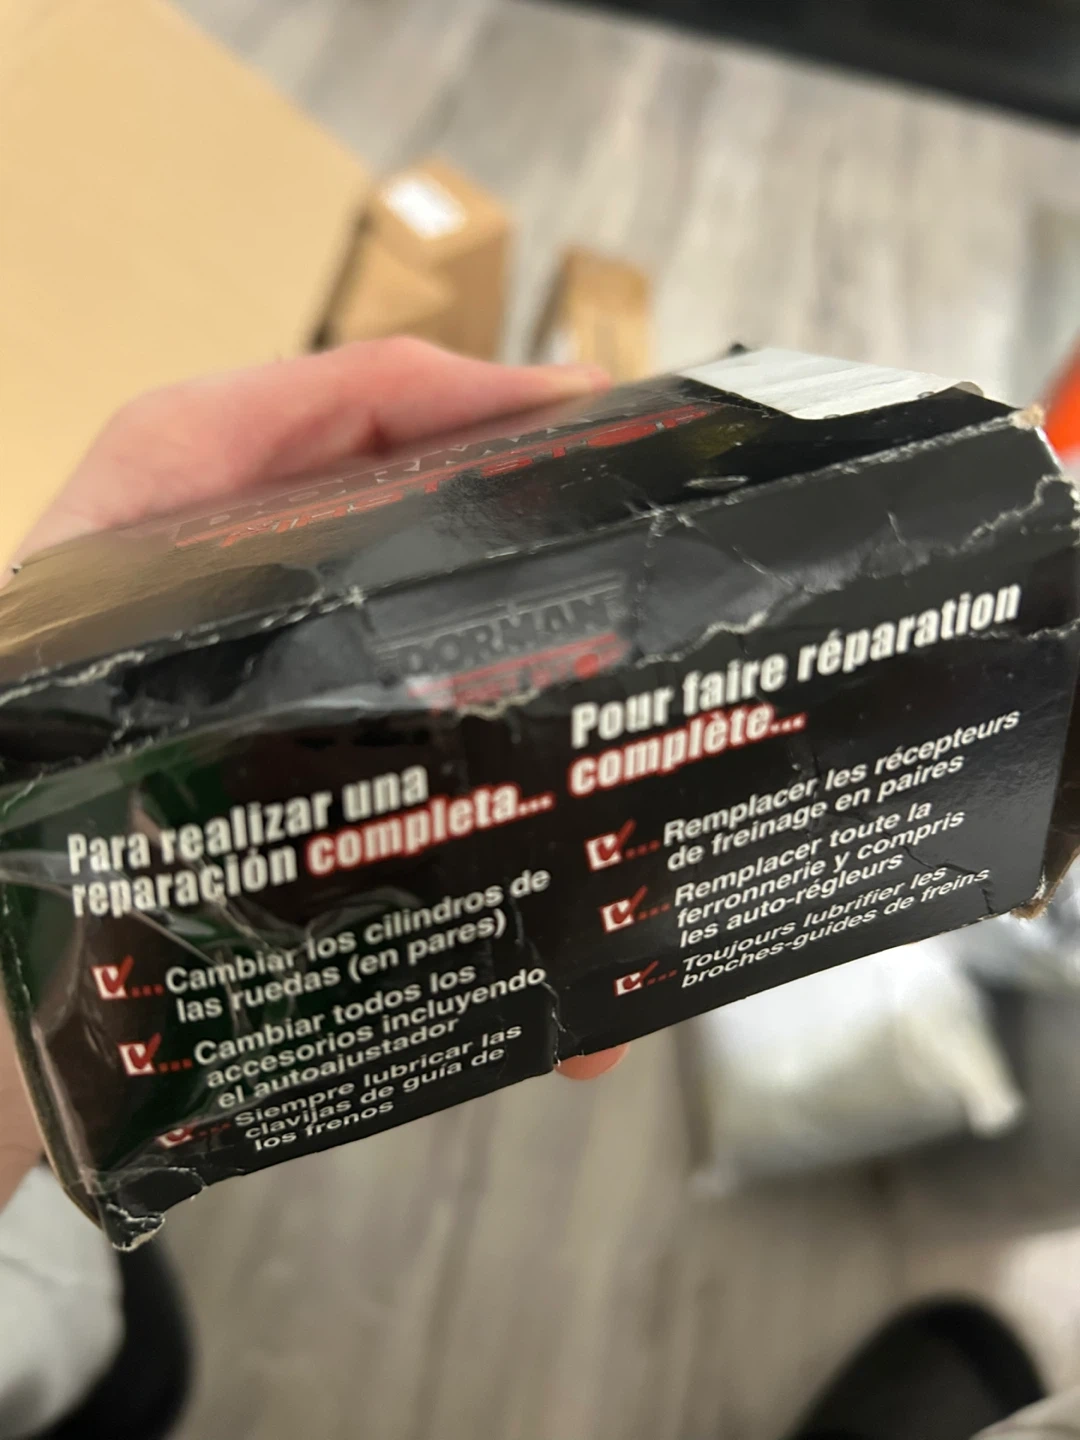 DORMAN
Para realizar una
reparación completa...
Cambiar los cilindros de
las ruedas (en pares)
Cambiar todos los
accesorios incluyendo
el autoajustador
Siempre lubricar las
clavijas de guía de
los frenos
Pour faire réparation
complète...
Remplacer les récepteurs
de freinage en paires
Remplacer toute la
ferronnerie y compris
les auto-régleurs
Toujours lubrifier les
broches-guides de freins